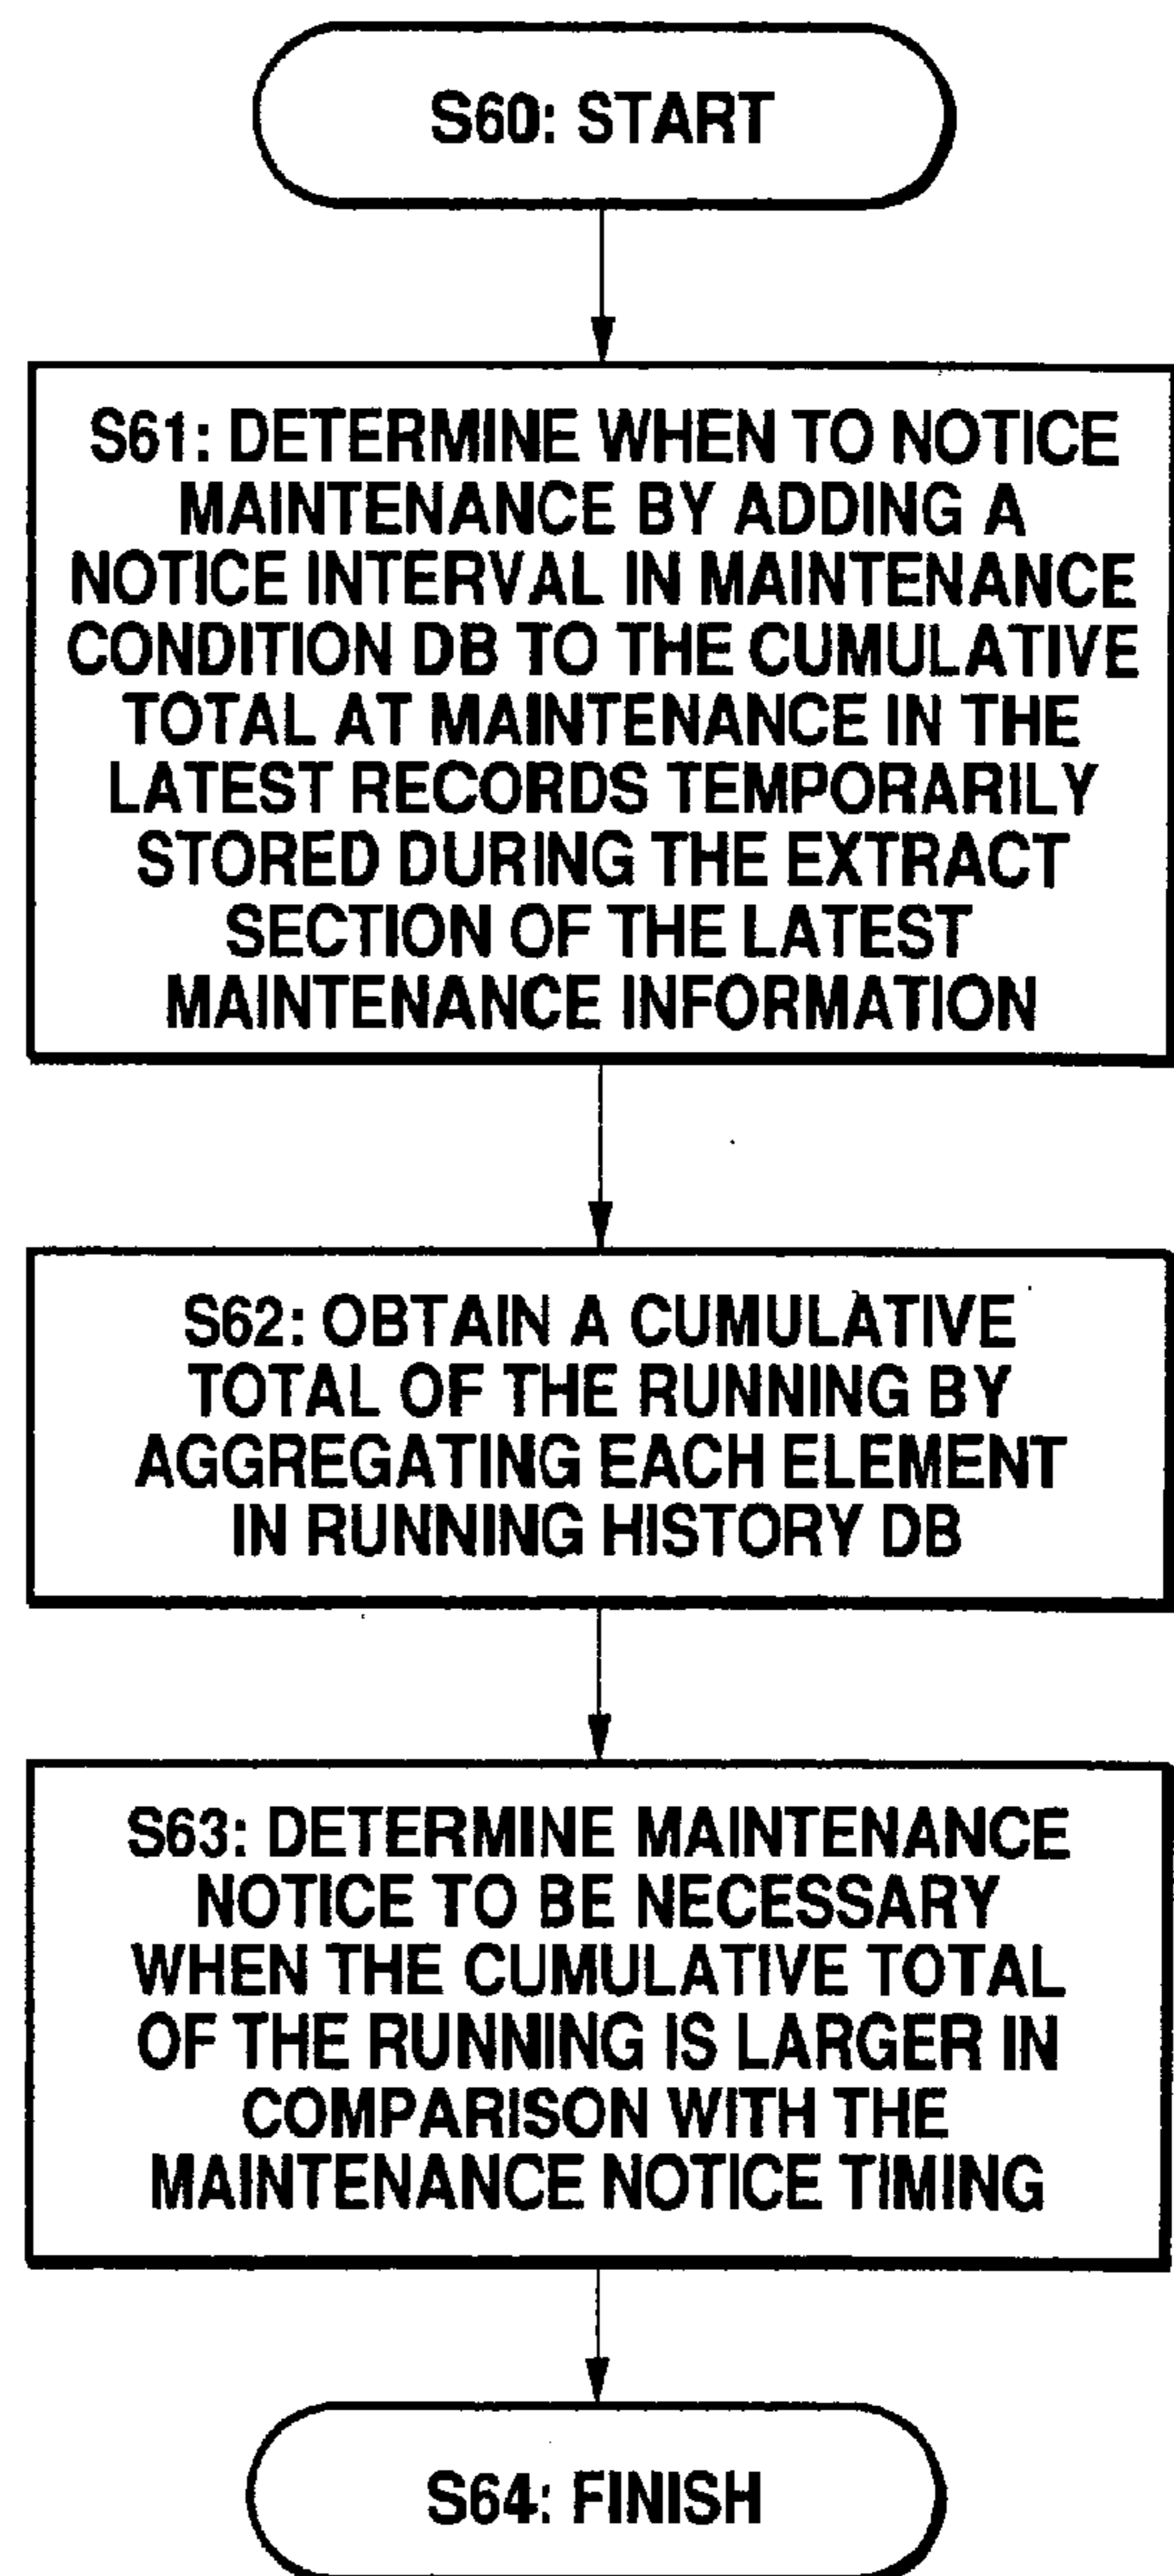 S60: START
S61: DETERMINE WHEN TO NOTICE
MAINTENANCE BY ADDING A
NOTICE INTERVAL IN MAINTENANCE
CONDITION DB TO THE CUMULATIVE
TOTAL AT MAINTENANCE IN THE
LATEST RECORDS TEMPORARILY
STORED DURING THE EXTRACT
SECTION OF THE LATEST
MAINTENANCE INFORMATION
S62: OBTAIN A CUMULATIVE
TOTAL OF THE RUNNING BY
AGGREGATING EACH ELEMENT
IN RUNNING HISTORY DB
S63: DETERMINE MAINTENANCE
NOTICE TO BE NECESSARY
WHEN THE CUMULATIVE TOTAL
OF THE RUNNING IS LARGER IN
COMPARISON WITH THE
MAINTENANCE NOTICE TIMING
S64: FINISH